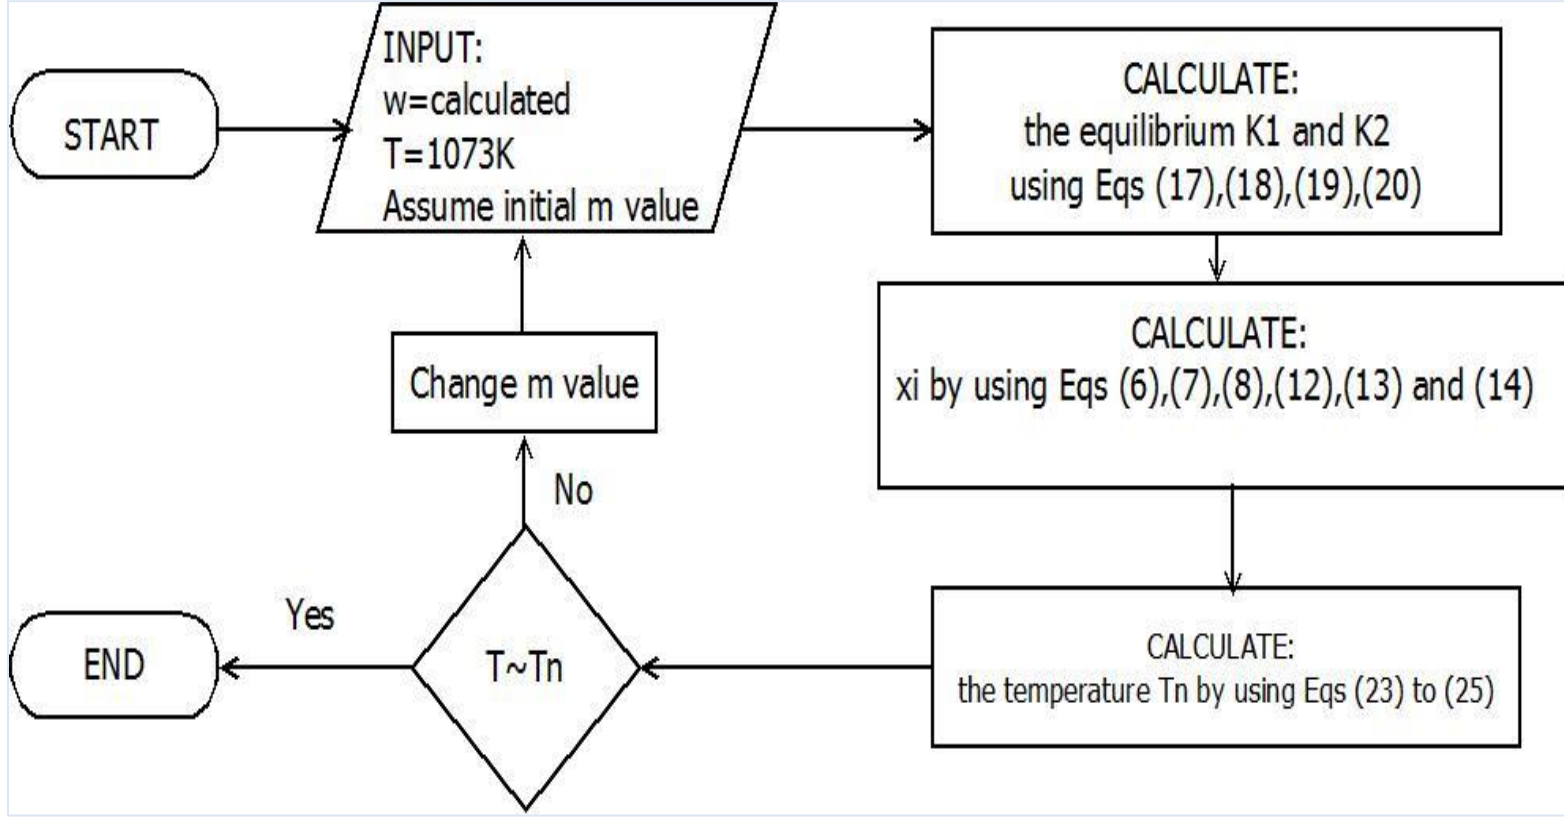 START
INPUT:
w=calculated
T=1073K
Assume initial m value
CALCULATE:
the equilibrium K1 and K2
using Eqs (17),(18),(19),(20)
CALCULATE:
xi by using Eqs (6),(7),(8),(12),(13) and (14)
CALCULATE:
the temperature Tn by using Eqs (23) to (25)
T~Tn
No
Change m value
Yes
END